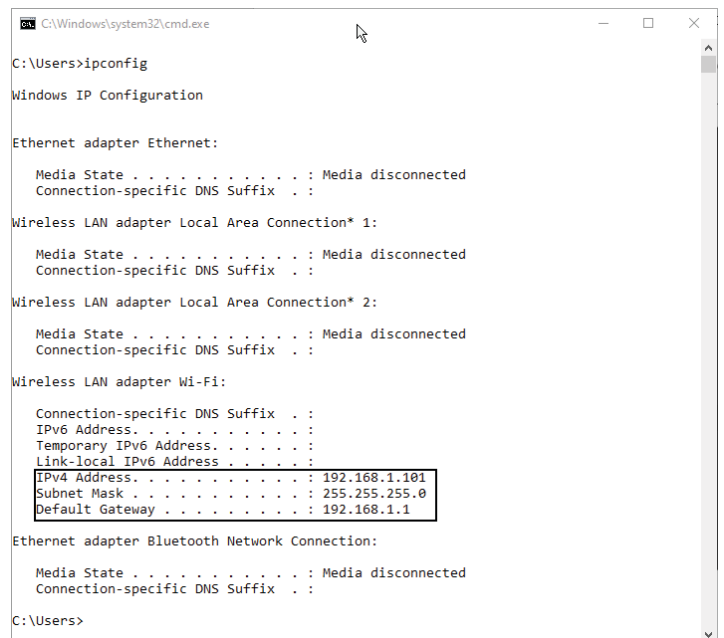 C:\Windows\system32\cmd.exe
C:\Users>ipconfig
Windows IP Configuration
Ethernet adapter Ethernet:
Media State . . . . . . . . . . . : Media disconnected
Connection-specific DNS Suffix  . :
Wireless LAN adapter Local Area Connection* 1:
Media State . . . . . . . . . . . : Media disconnected
Connection-specific DNS Suffix  . :
Wireless LAN adapter Local Area Connection* 2:
Media State . . . . . . . . . . . : Media disconnected
Connection-specific DNS Suffix  . :
Wireless LAN adapter Wi-Fi:
Connection-specific DNS Suffix  . :
IPv6 Address. . . . . . . . . . . :
Temporary IPv6 Address. . . . . . :
Link-local IPv6 Address . . . . . :
IPv4 Address. . . . . . . . . . . : 192.168.1.101
Subnet Mask . . . . . . . . . . . : 255.255.255.0
Default Gateway . . . . . . . . . : 192.168.1.1
Ethernet adapter Bluetooth Network Connection:
Media State . . . . . . . . . . . : Media disconnected
Connection-specific DNS Suffix  . :
C:\Users>